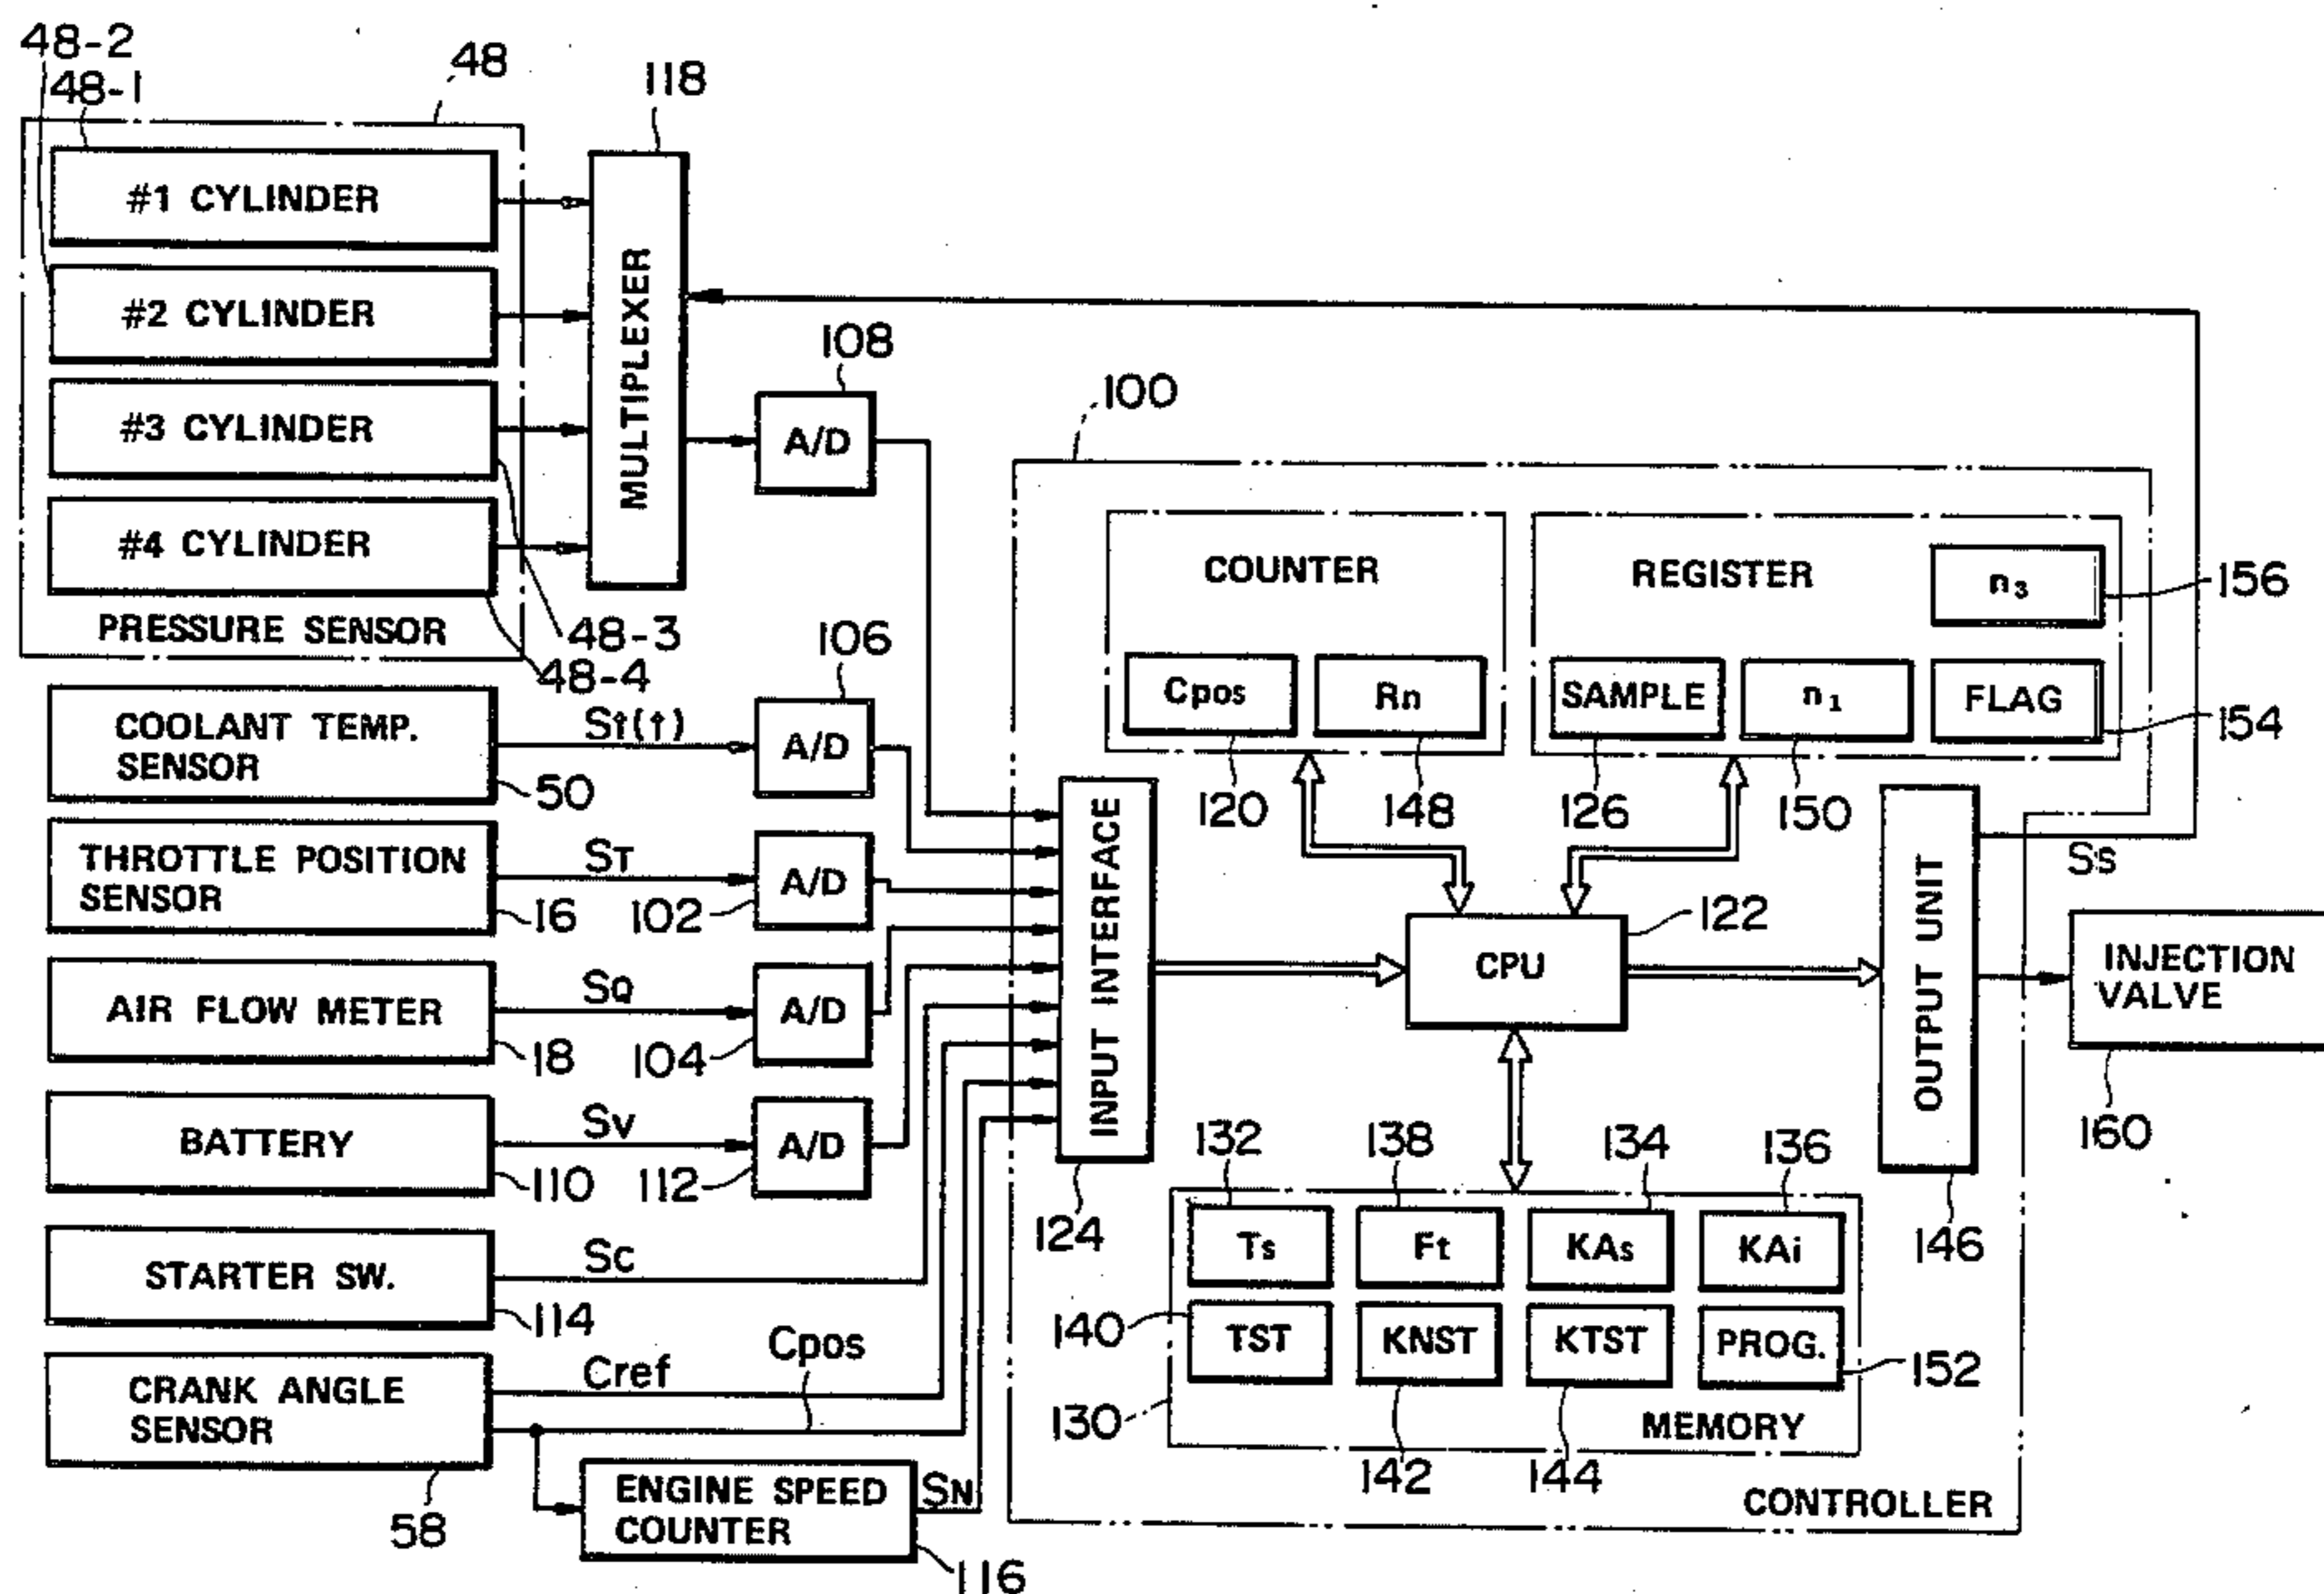 48-2
48-1
48
118
#1 CYLINDER
#2 CYLINDER
#3 CYLINDER
#4 CYLINDER
PRESSURE SENSOR
48-3
48-4
MULTIPLEXER
108
A/D
100
COUNTER
Cpos
Rn
120
148
REGISTER
n3
156
SAMPLE
n1
FLAG
126
150
154
COOLANT TEMP.
SENSOR
50
St(t)
106
A/D
THROTTLE POSITION
SENSOR
16
ST
102
A/D
AIR FLOW METER
18
SQ
104
A/D
BATTERY
110
SV
112
A/D
STARTER SW.
114
SC
CRANK ANGLE
SENSOR
58
Cref
Cpos
ENGINE SPEED
COUNTER
SN
116
INPUT INTERFACE
124
CPU
122
OUTPUT UNIT
146
SS
INJECTION
VALVE
160
132
138
134
136
Ts
Ft
KAs
KAi
140
TST
KNST
KTST
PROG.
152
130
142
144
MEMORY
CONTROLLER